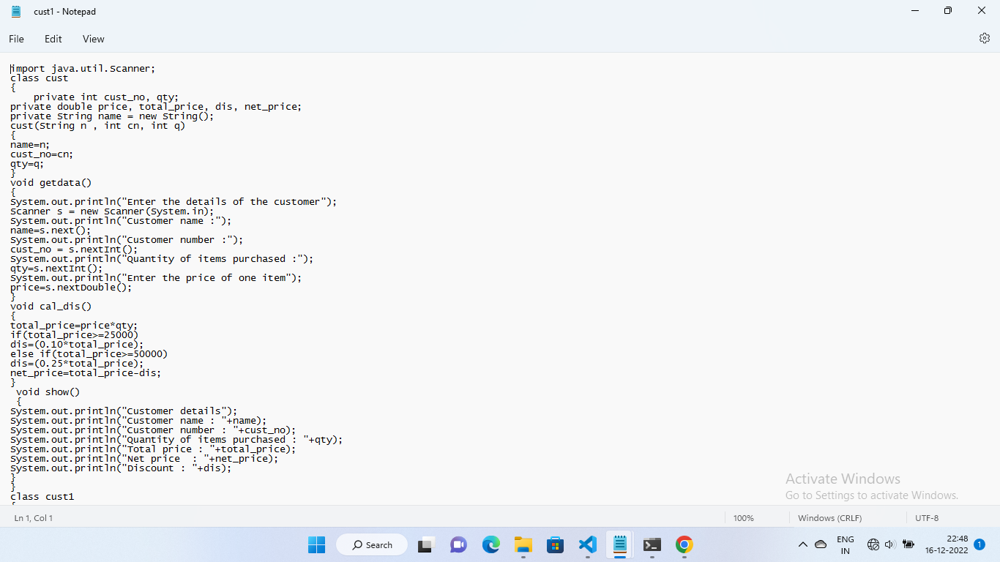 cust1 - Notepad
File Edit View
import java.util.Scanner;
class cust
{
    private int cust_no, qty;
private double price, total_price, dis, net_price;
private String name = new String();
cust(String n , int cn, int q)
{
name=n;
cust_no=cn;
qty=q;
}
void getdata()
{
System.out.println("Enter the details of the customer");
Scanner s = new Scanner(System.in);
System.out.println("Customer name :");
name=s.next();
System.out.println("Customer number :");
cust_no = s.nextInt();
System.out.println("Quantity of items purchased :");
qty=s.nextInt();
System.out.println("Enter the price of one item");
price=s.nextDouble();
}
void cal_dis()
{
total_price=price*qty;
if(total_price>=25000)
dis=(0.10*total_price);
else if(total_price>=50000)
dis=(0.25*total_price);
net_price=total_price-dis;
}
 void show()
 {
System.out.println("Customer details");
System.out.println("Customer name : "+name);
System.out.println("Customer number : "+cust_no);
System.out.println("Quantity of items purchased : "+qty);
System.out.println("Total price : "+total_price);
System.out.println("Net price  : "+net_price);
System.out.println("Discount : "+dis);
}
}
class cust1
{
Activate Windows
Go to Settings to activate Windows.
Ln 1, Col 1 100% Windows (CRLF) UTF-8
Search
ENG
IN
22:48
16-12-2022
1